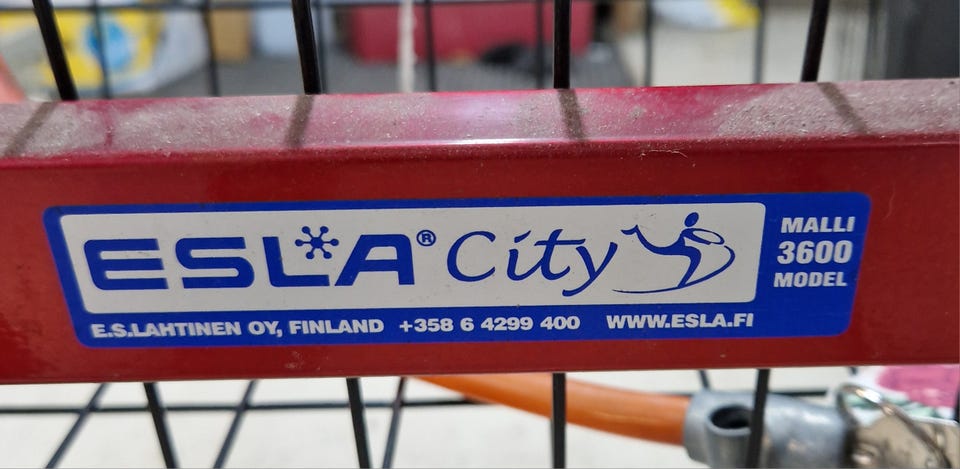 ESLA® City
MALLI
3600
MODEL
E.S.LAHTINEN OY, FINLAND +358 6 4299 400 WWW.ESLA.FI